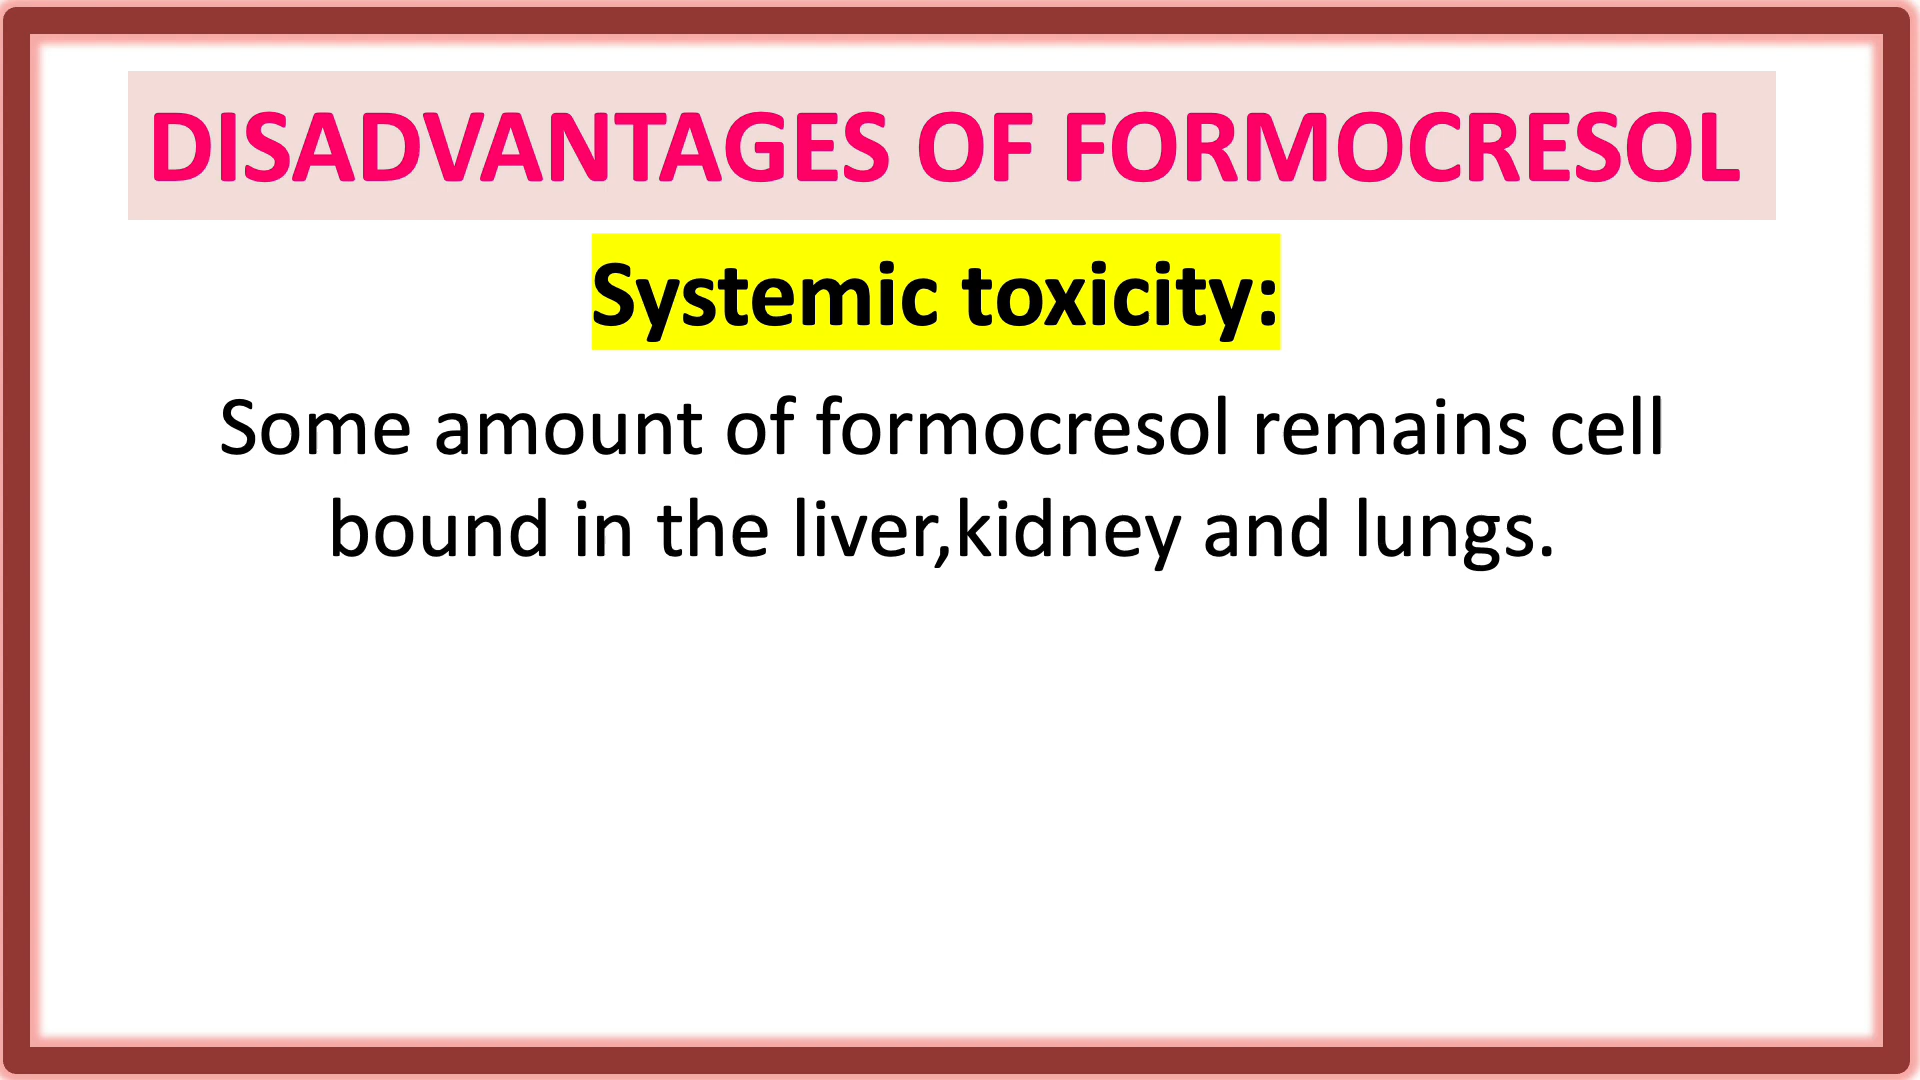 DISADVANTAGES OF FORMOCRESOL
Systemic toxicity:
Some amount of formocresol remains cell
bound in the liver,kidney and lungs.